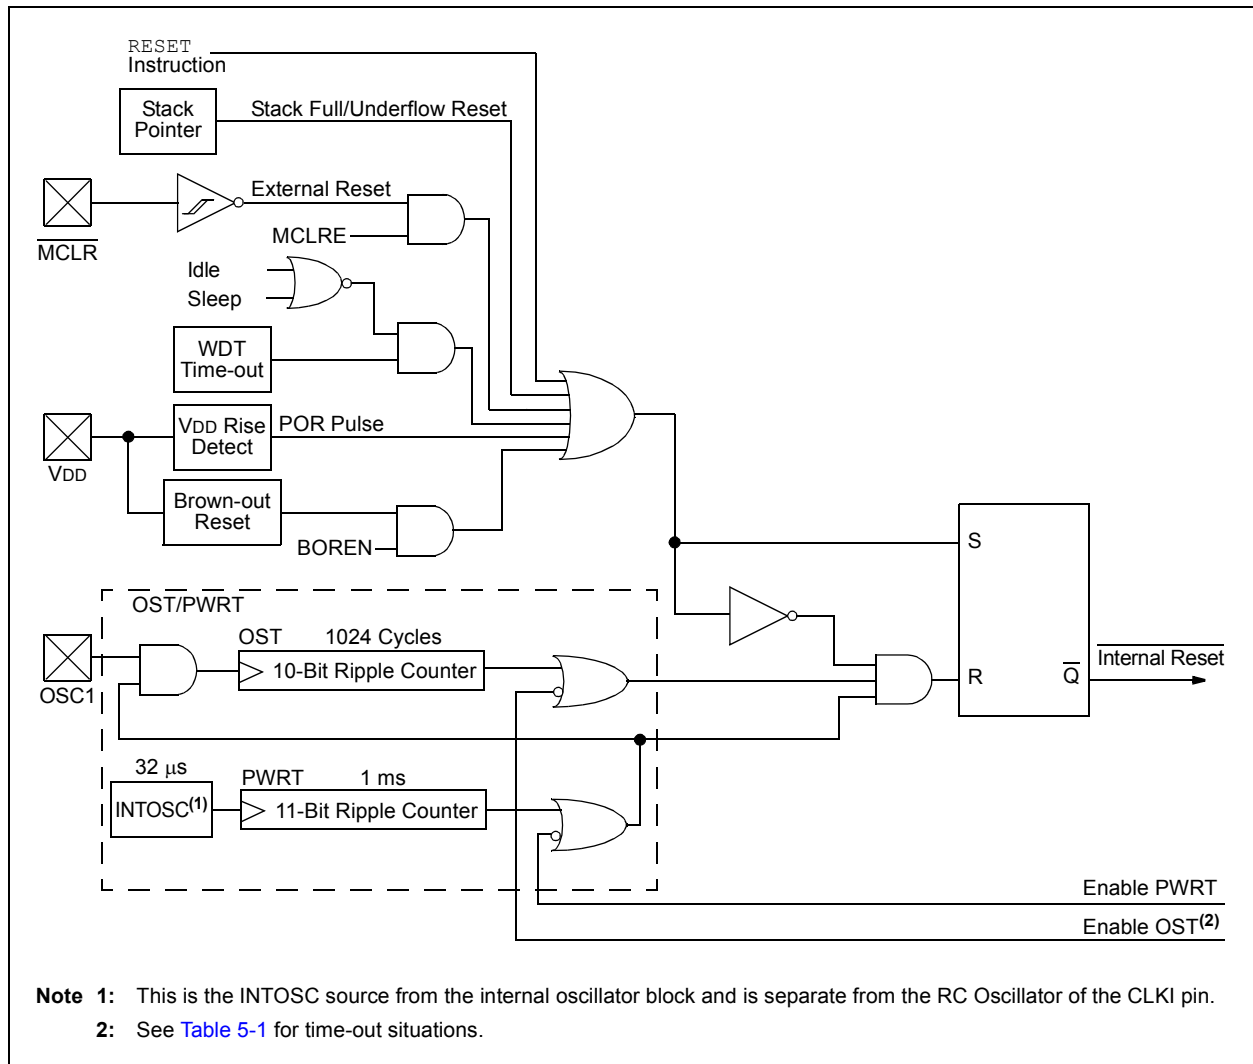 RESET
Instruction
Stack
Pointer
Stack Full/Underflow Reset
External Reset
MCLR
MCLRE
Idle
Sleep
WDT
Time-out
VDD
VDD Rise
Detect
POR Pulse
Brown-out
Reset
BOREN
S
OST/PWRT
OSC1
OST 1024 Cycles
10-Bit Ripple Counter
R
Q
Internal Reset
32 μs
INTOSC(1)
PWRT 1 ms
11-Bit Ripple Counter
Enable PWRT
Enable OST(2)
Note 1: This is the INTOSC source from the internal oscillator block and is separate from the RC Oscillator of the CLKI pin.
2: See Table 5-1 for time-out situations.